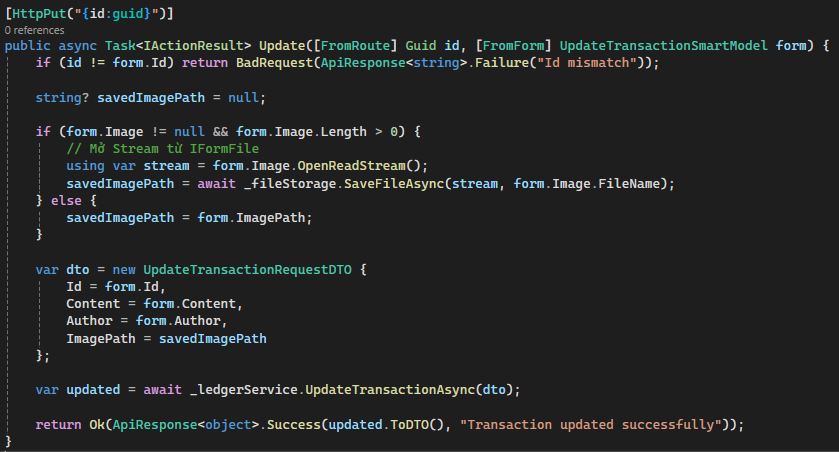 [HttpPut("{id:guid}")]
0 references
public async Task<IActionResult> Update([FromRoute] Guid id, [FromForm] UpdateTransactionSmartModel form) {
if (id != form.Id) return BadRequest(ApiResponse<string>.Failure("Id mismatch"));
string? savedImagePath = null;
if (form.Image != null && form.Image.Length > 0) {
// Mở Stream từ IFormFile
using var stream = form.Image.OpenReadStream();
savedImagePath = await _fileStorage.SaveFileAsync(stream, form.Image.FileName);
} else {
savedImagePath = form.ImagePath;
}
var dto = new UpdateTransactionRequestDTO {
Id = form.Id,
Content = form.Content,
Author = form.Author,
ImagePath = savedImagePath
};
var updated = await _ledgerService.UpdateTransactionAsync(dto);
return Ok(ApiResponse<object>.Success(updated.ToDTO(), "Transaction updated successfully"));
}